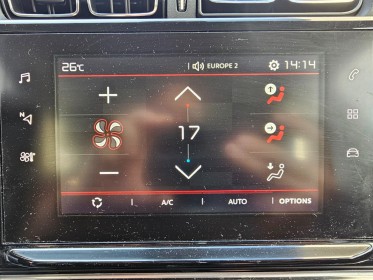 26°C EUROPE 2 14:14
N
17
A/C AUTO OPTIONS